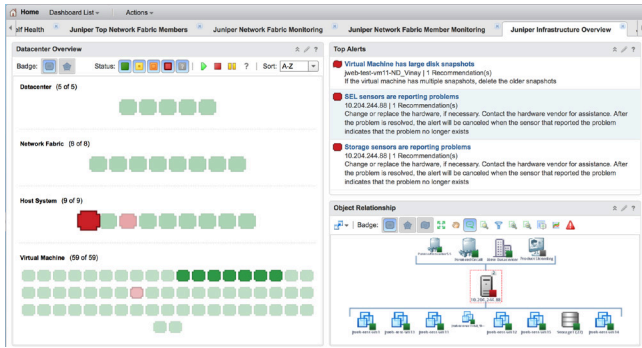 Home Dashboard List Actions
elf Health Juniper Top Network Fabric Members Juniper Network Fabric Monitoring Juniper Network Fabric Member Monitoring Juniper Infrastructure Overview
Datacenter Overview
Badge: Status: ? Sort: A-Z
Datacenter (5 of 5)
Network Fabric (8 of 8)
Host System (9 of 9)
Virtual Machine (59 of 59)
Top Alerts
Virtual Machine has large disk snapshots
jweb-test-vm11-ND_Vinay | 1 Recommendation(s)
If the virtual machine has multiple snapshots, delete the older snapshots
SEL sensors are reporting problems
10.204.244.88 | 1 Recommendation(s)
Change or replace the hardware, if necessary. Contact the hardware vendor for assistance. After
the problem is resolved, the alert will be canceled when the sensor that reported the problem
indicates that the problem no longer exists
Storage sensors are reporting problems
10.204.244.88 | 1 Recommendation(s)
Change or replace the hardware, if necessary. Contact the hardware vendor for assistance. After
the problem is resolved, the alert will be canceled when the sensor that reported the problem
indicates that the problem no longer exists
Object Relationship
Badge:
10.204.244.88